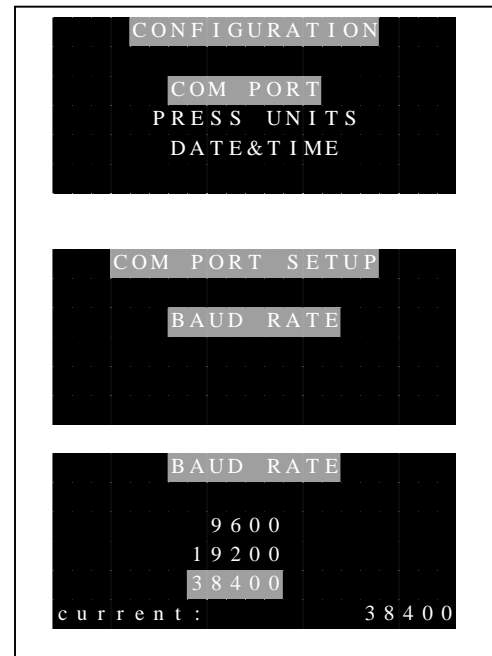 CONFIGURATION
COM PORT
PRESS UNITS
DATE&TIME
COM PORT SETUP
BAUD RATE
BAUD RATE
9600
19200
38400
current: 38400